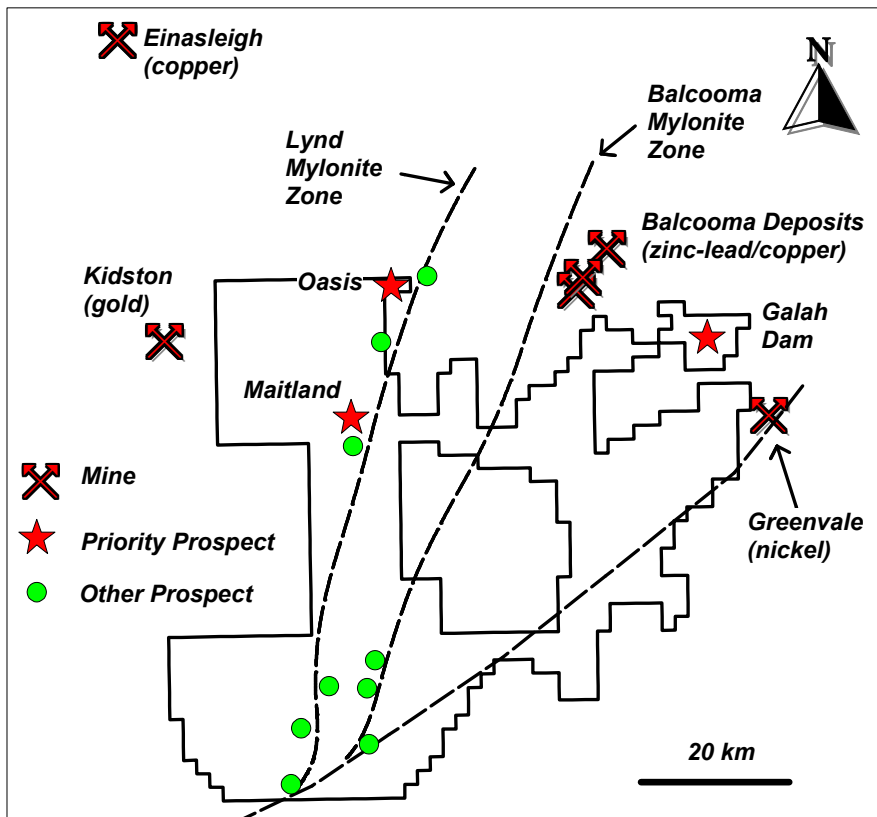 Einasleigh
(copper)
N
Balcooma
Mylonite
Zone
Lynd
Mylonite
Zone
Balcooma Deposits
(zinc-lead/copper)
Kidston
(gold)
Oasis
Galah
Dam
Maitland
Mine
Priority Prospect
Other Prospect
Greenvale
(nickel)
20 km